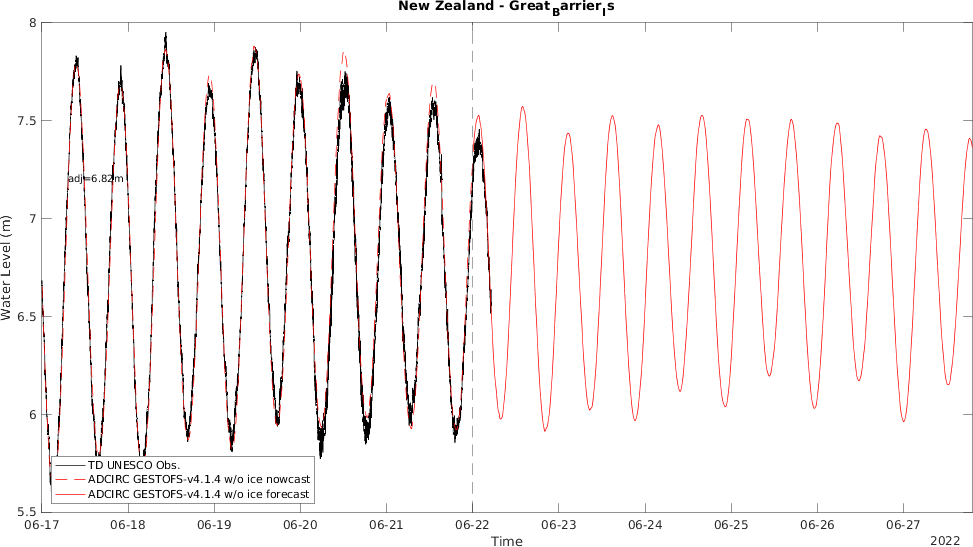 New Zealand - Great_Barrier_Is
8
7.5
7
6.5
6
5.5
Water Level (m)
adj=6.82m
TD UNESCO Obs.
ADCIRC GESTOFS-v4.1.4 w/o ice nowcast
ADCIRC GESTOFS-v4.1.4 w/o ice forecast
06-17 06-18 06-19 06-20 06-21 06-22 06-23 06-24 06-25 06-26 06-27
Time
2022